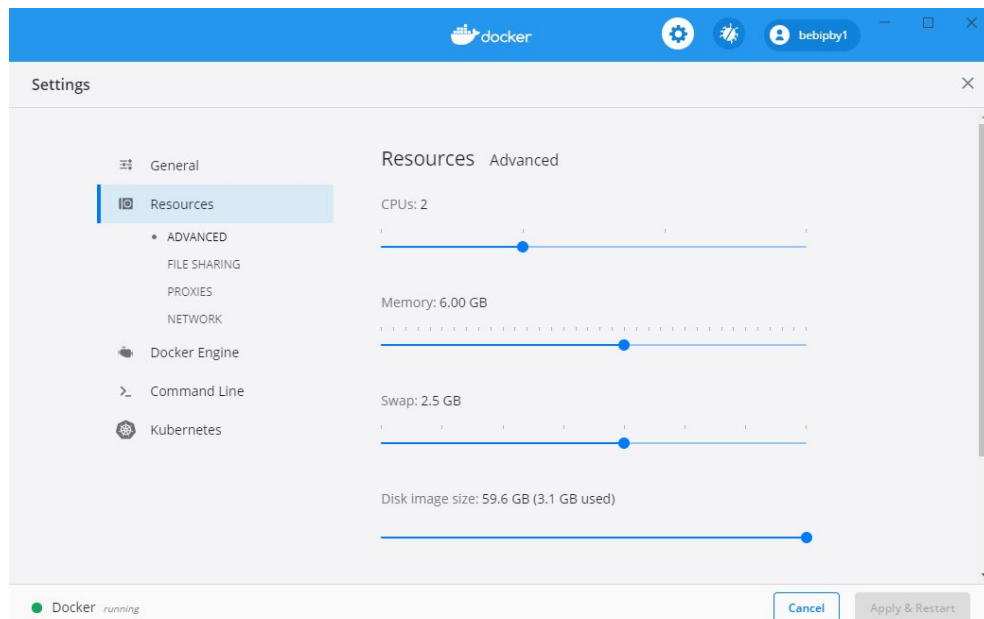 docker
bebipby1
Settings
General
Resources
ADVANCED
FILE SHARING
PROXIES
NETWORK
Docker Engine
Command Line
Kubernetes
Resources Advanced
CPUs: 2
Memory: 6.00 GB
Swap: 2.5 GB
Disk image size: 59.6 GB (3.1 GB used)
Docker running
Cancel
Apply & Restart